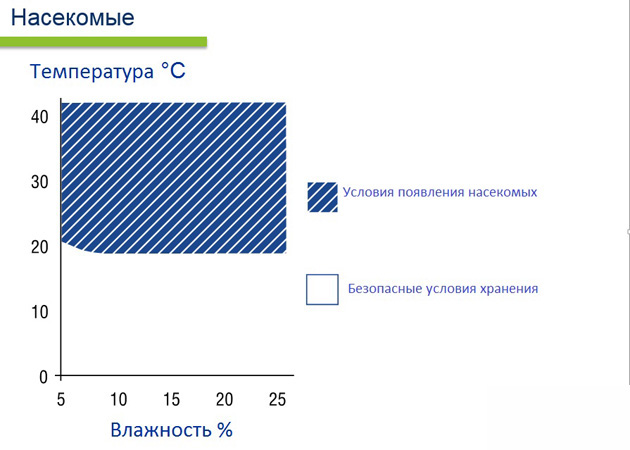 Насекомые
Температура °C
40
30
20
10
0
5 10 15 20 25
Влажность %
Условия появления насекомых
Безопасные условия хранения